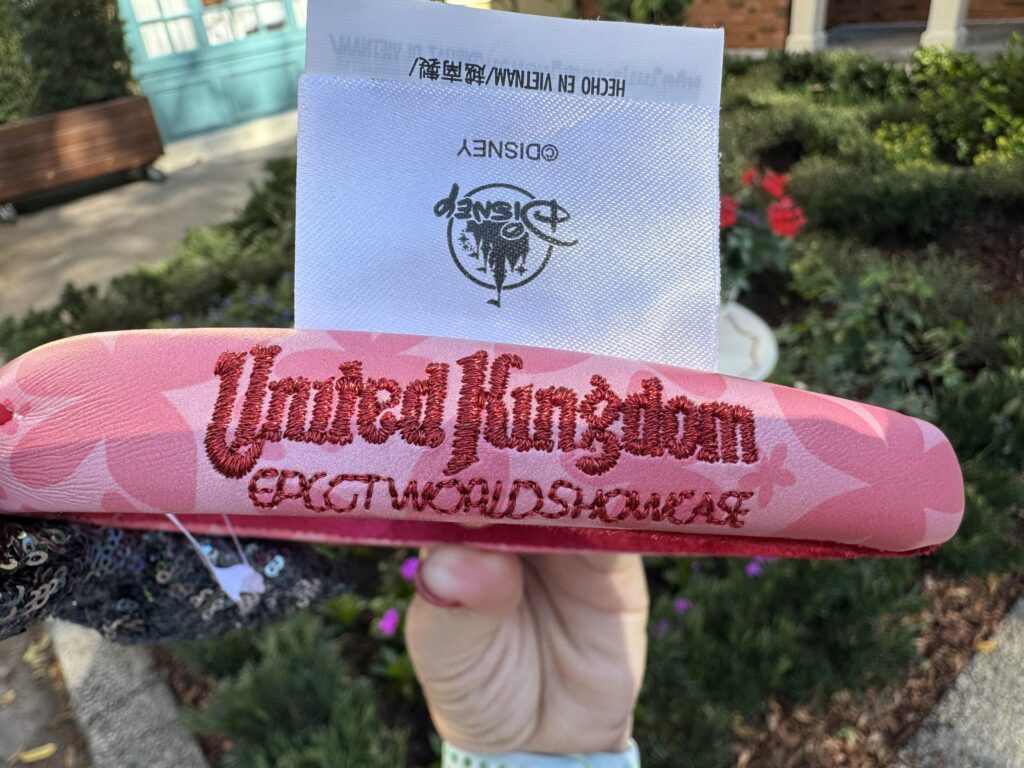 HECHO EN VIETNAM/越南製/
©DISNEY
DISNEY
United Kingdom
EPCOT WORLD SHOWCASE